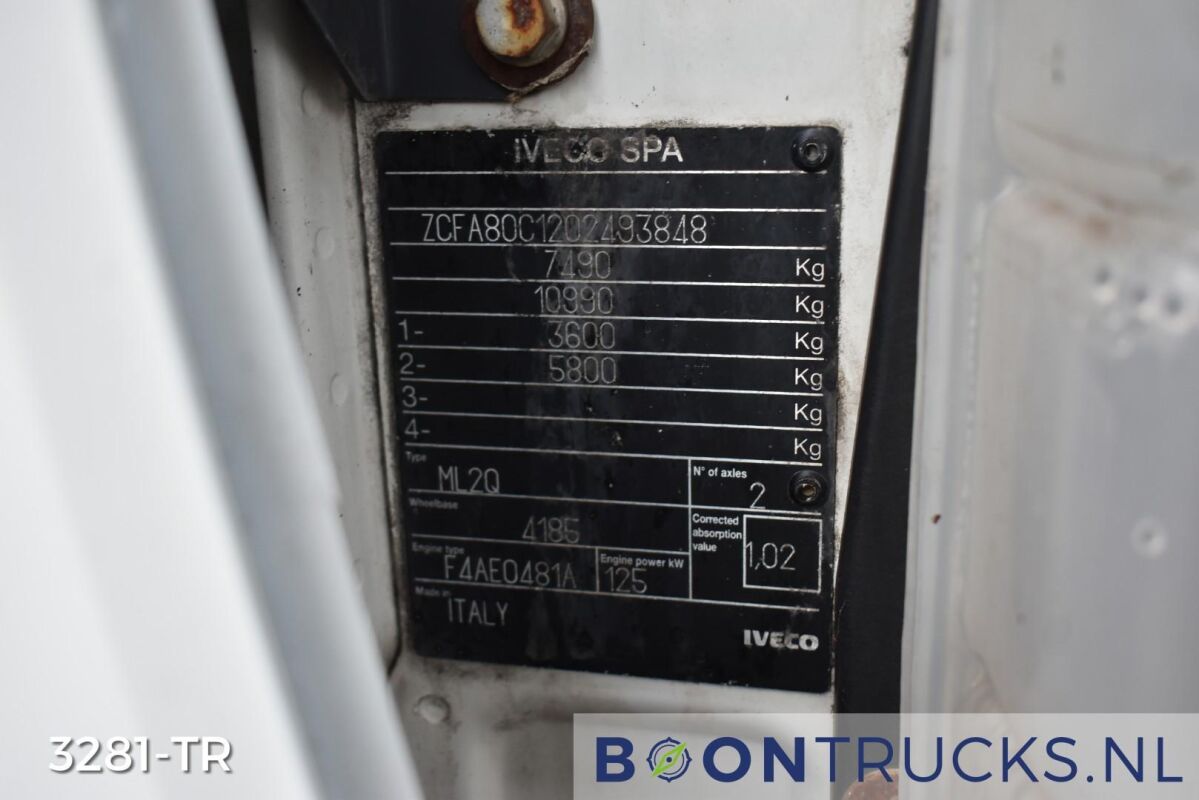 IVECO SPA
ZCFA80C1202493848
7490 Kg
10990 Kg
1- 3600 Kg
2- 5800 Kg
3- Kg
4- Kg
Type ML2Q N° of axles 2
Wheelbase 4185 Corrected absorption value 1,02
Engine type F4AE0481A Engine power kW 125
Made in ITALY
IVECO
3281-TR
BOONTRUCKS.NL